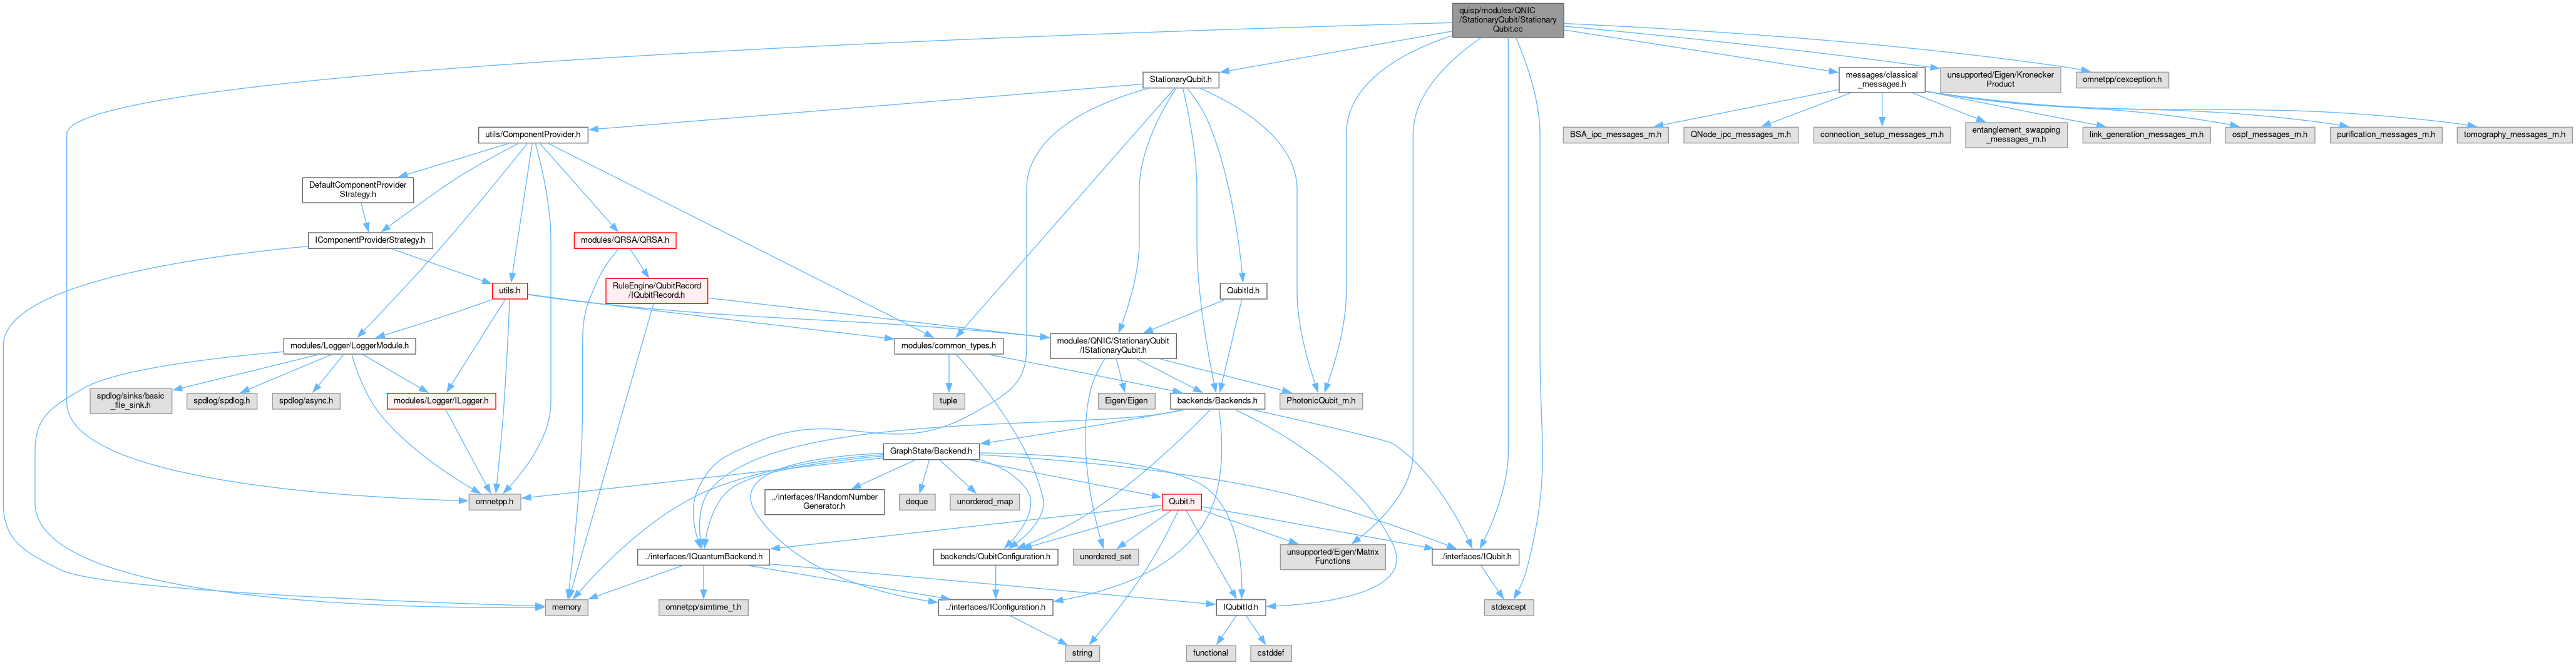 quisp/modules/QNIC
/StationaryQubit/Stationary
Qubit.cc
StationaryQubit.h
messages/classical
_messages.h
unsupported/Eigen/Kronecker
Product
omnetpp/cexception.h
utils/ComponentProvider.h
BSA_ipc_messages_m.h
QNode_ipc_messages_m.h
connection_setup_messages_m.h
entanglement_swapping
_messages_m.h
link_generation_messages_m.h
ospf_messages_m.h
purification_messages_m.h
tomography_messages_m.h
DefaultComponentProvider
Strategy.h
IComponentProviderStrategy.h
modules/QRSA/QRSA.h
utils.h
RuleEngine/QubitRecord
/IQubitRecord.h
QubitId.h
modules/Logger/LoggerModule.h
modules/common_types.h
modules/QNIC/StationaryQubit
/IStationaryQubit.h
spdlog/sinks/basic
_file_sink.h
spdlog/spdlog.h
spdlog/async.h
modules/Logger/ILogger.h
tuple
Eigen/Eigen
backends/Backends.h
PhotonicQubit_m.h
GraphState/Backend.h
omnetpp.h
../interfaces/IRandomNumber
Generator.h
deque
unordered_map
Qubit.h
../interfaces/IQuantumBackend.h
backends/QubitConfiguration.h
unordered_set
unsupported/Eigen/Matrix
Functions
../interfaces/IQubit.h
memory
omnetpp/simtime_t.h
../interfaces/IConfiguration.h
IQubitId.h
stdexcept
string
functional
cstddef